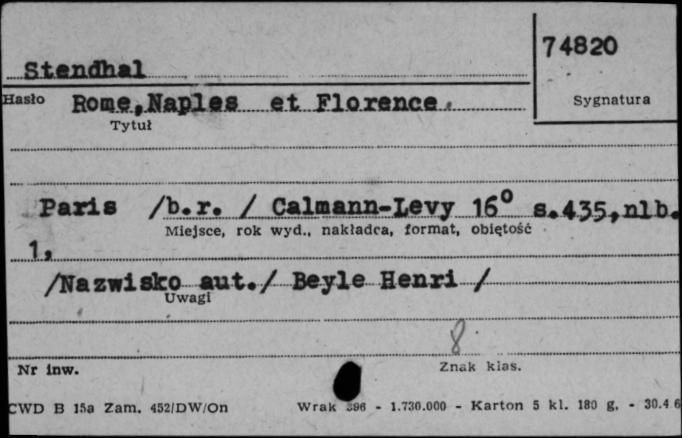 74820
Stendhal
Hasło Rome,Naples et Florence. Sygnatura
Tytuł
Paris /b.r. / Calmann-Levy 16° s.435,nlb.
Miejsce, rok wyd., nakładca, format, objętość
1,
/Nazwisko aut./ Beyle Henri /
Uwagi
8.
Nr inw. Znak klas.
CWD B 15a Zam. 452/DW/On Wrak 396 - 1.730.000 - Karton 5 kl. 180 g. - 30.4.6